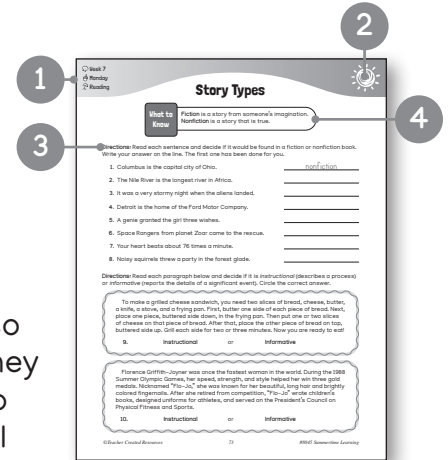 1
2
3
4
Week 7
Monday
Reading
Story Types
What to
Know
Fiction is a story from someone's imagination.
Nonfiction is a story that is true.
Directions: Read each sentence and decide if it would be found in a fiction or nonfiction book.
Write your answer on the line. The first one has been done for you.
1. Columbus is the capital city of Ohio. nonfiction
2. The Nile River is the longest river in Africa.
3. It was a very stormy night when the aliens landed.
4. Detroit is the home of the Ford Motor Company.
5. A genie granted the girl three wishes.
6. Space Rangers from planet Zoar came to the rescue.
7. Your heart beats about 76 times a minute.
8. Noisy squirrels threw a party in the forest glade.
Directions: Read each paragraph below and decide if it is instructional (describes a process)
or informative (reports the details of a significant event). Circle the correct answer.
To make a grilled cheese sandwich, you need two slices of bread, cheese, butter,
a knife, a stove, and a frying pan. First, butter one side of each piece of bread. Next,
place one piece, buttered side down, in the frying pan. Then put one or two slices
of cheese on that piece of bread. After that, place the other piece of bread on top,
buttered side up. Grill each side for two or three minutes. Now you are ready to eat!
9. Instructional or Informative
Florence Griffith-Joyner was once the fastest woman in the world. During the 1988
Summer Olympic Games, her speed, strength, and style helped her win three gold
medals. Nicknamed "Flo-Jo," she was known for her beautiful, long hair and brightly
colored fingernails. After she retired from competition, "Flo-Jo" wrote children's
books, designed uniforms for athletes, and served on the President's Council on
Physical Fitness and Sports.
10. Instructional or Informative
©Teacher Created Resources 73 #8845 Summertime Learning